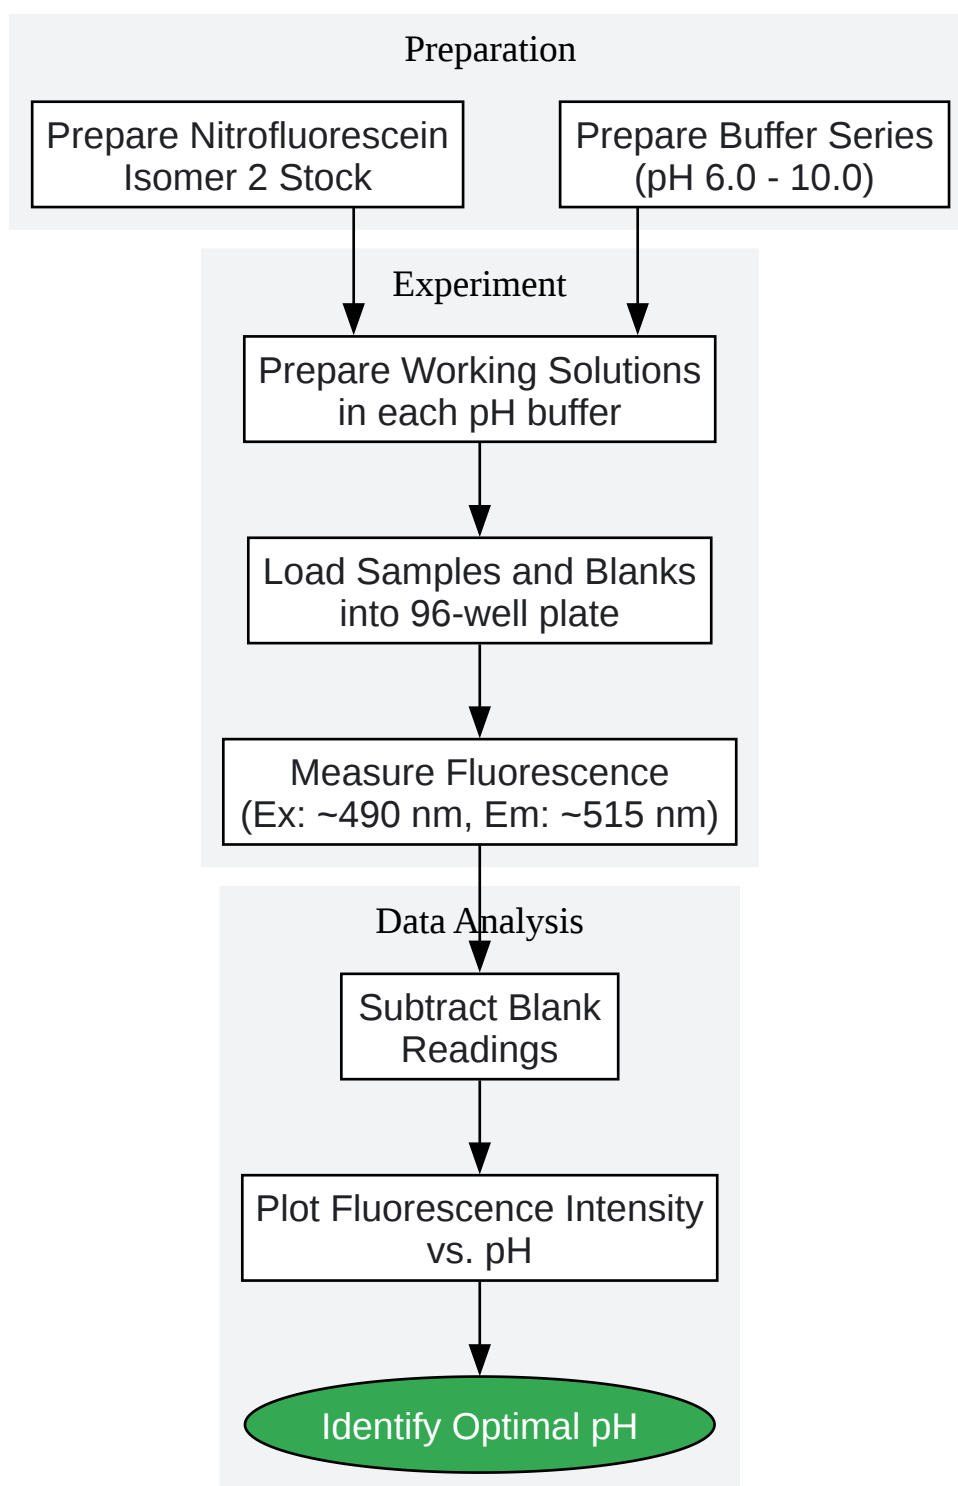 Preparation
Prepare Nitrofluorescein
Isomer 2 Stock
Prepare Buffer Series
(pH 6.0 - 10.0)
Experiment
Prepare Working Solutions
in each pH buffer
Load Samples and Blanks
into 96-well plate
Measure Fluorescence
(Ex: ~490 nm, Em: ~515 nm)
Data Analysis
Subtract Blank
Readings
Plot Fluorescence Intensity
vs. pH
Identify Optimal pH